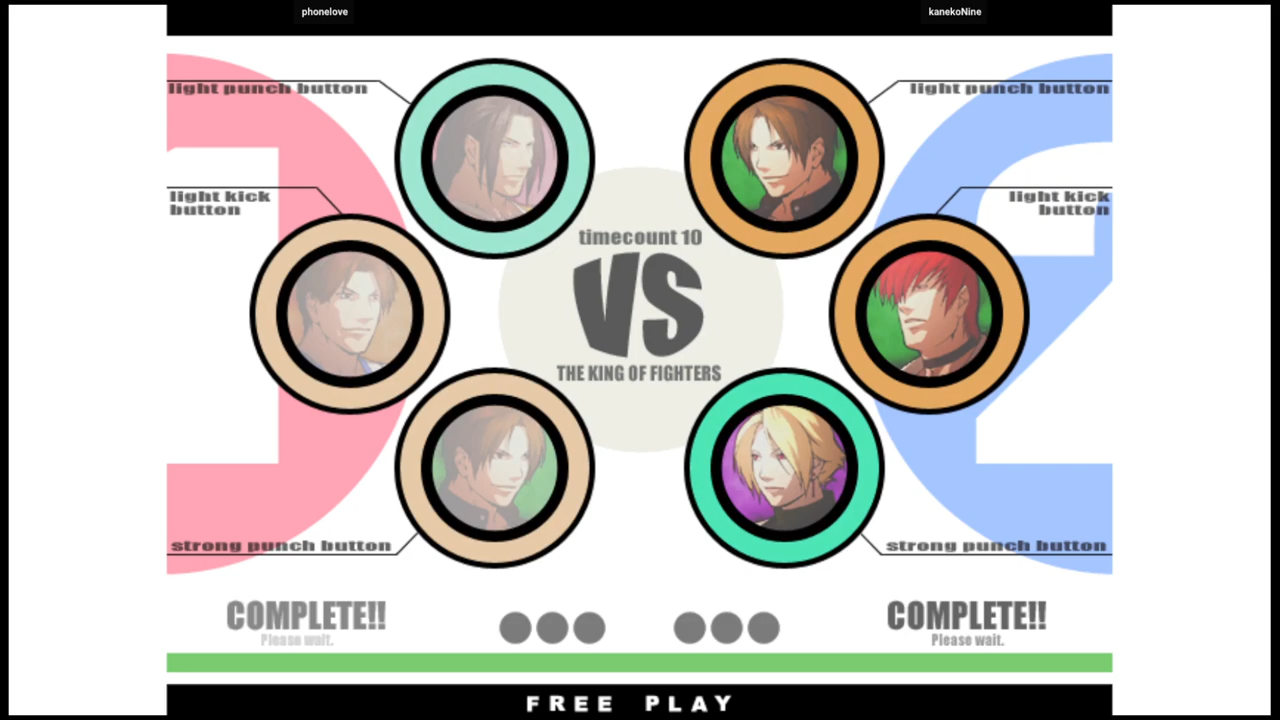 phonelove
kanekoNine
light punch button
light punch button
light kick
button
light kick
button
timecount 10
VS
THE KING OF FIGHTERS
strong punch button
strong punch button
COMPLETE!!
Please wait.
COMPLETE!!
Please wait.
FREE PLAY